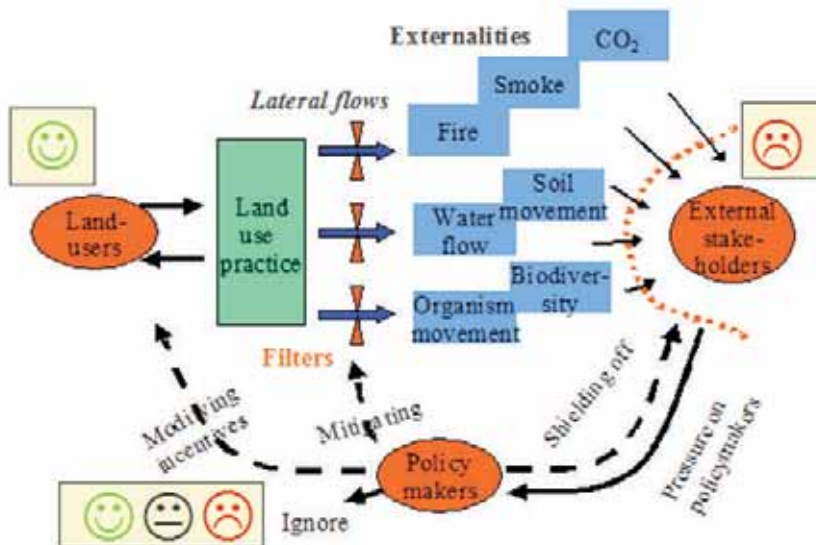 Externalities
CO2
Smoke
Fire
Lateral flows
Land-
users
Land
use
practice
Soil
movement
Water
flow
Biodiver-
sity
Organism
movement
External
stake-
holders
Filters
Modifying
incentives
Mitigating
Shielding off
Pressure on
policymakers
Policy
makers
Ignore